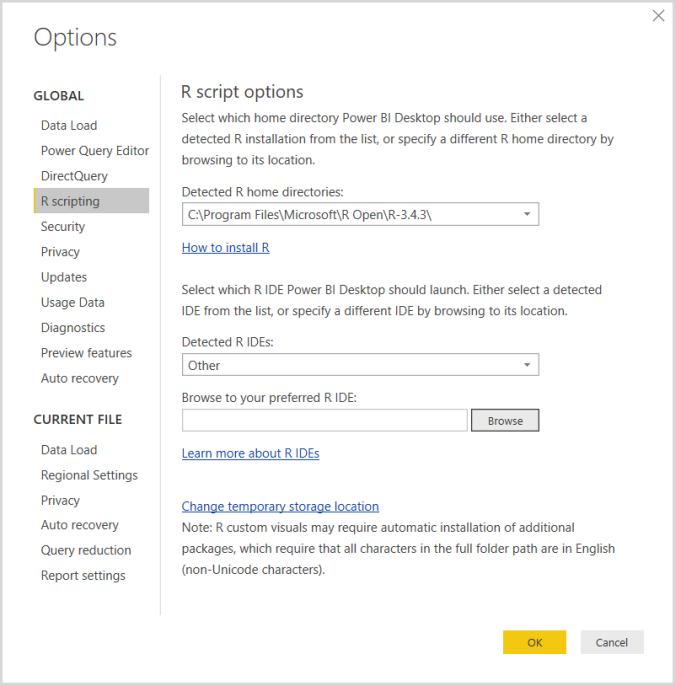 Options
GLOBAL
Data Load
Power Query Editor
DirectQuery
R scripting
Security
Privacy
Updates
Usage Data
Diagnostics
Preview features
Auto recovery
CURRENT FILE
Data Load
Regional Settings
Privacy
Auto recovery
Query reduction
Report settings
R script options
Select which home directory Power BI Desktop should use. Either select a
detected R installation from the list, or specify a different R home directory by
browsing to its location.
Detected R home directories:
C:\Program Files\Microsoft\R Open\R-3.4.3\
How to install R
Select which R IDE Power BI Desktop should launch. Either select a detected
IDE from the list, or specify a different IDE by browsing to its location.
Detected R IDEs:
Other
Browse to your preferred R IDE:
Browse
Learn more about R IDEs
Change temporary storage location
Note: R custom visuals may require automatic installation of additional
packages, which require that all characters in the full folder path are in English
(non-Unicode characters).
OK
Cancel